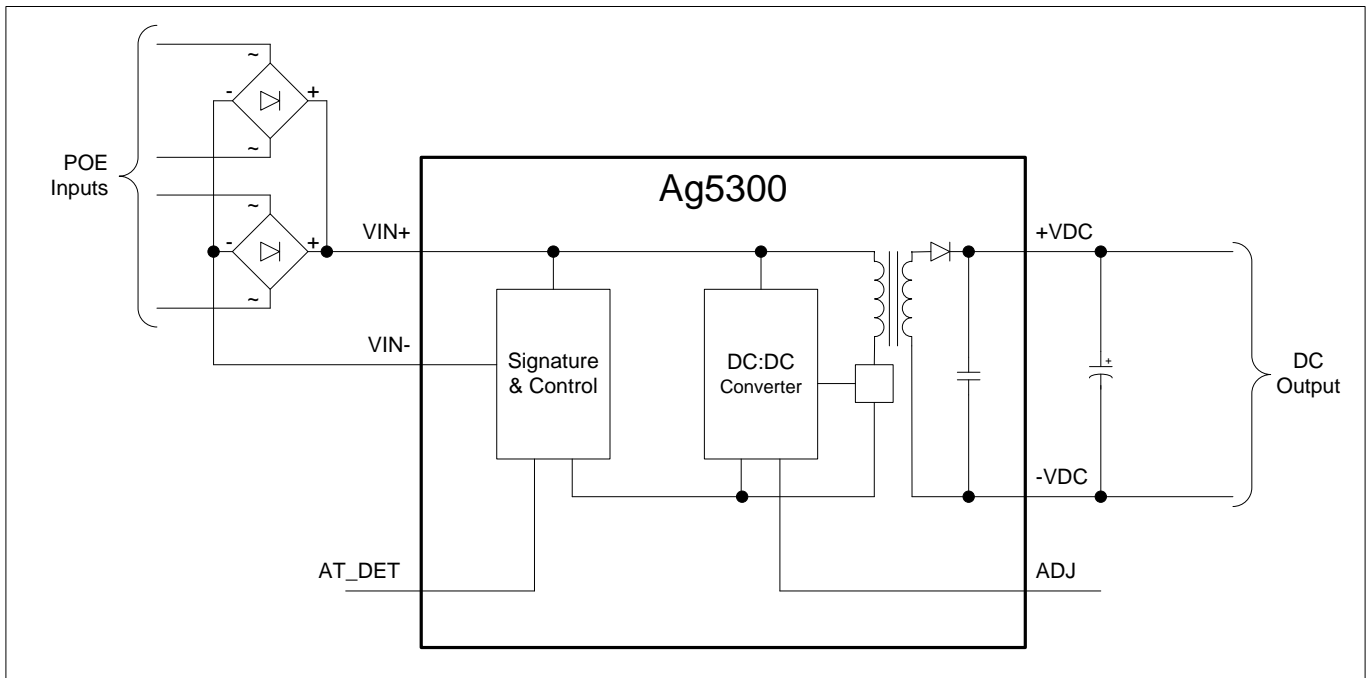 ~
- +
~
POE
Inputs
~
- +
~
Ag5300
VIN+
+VDC
VIN-
Signature
& Control
DC:DC
Converter
+
DC
Output
-VDC
AT_DET
ADJ